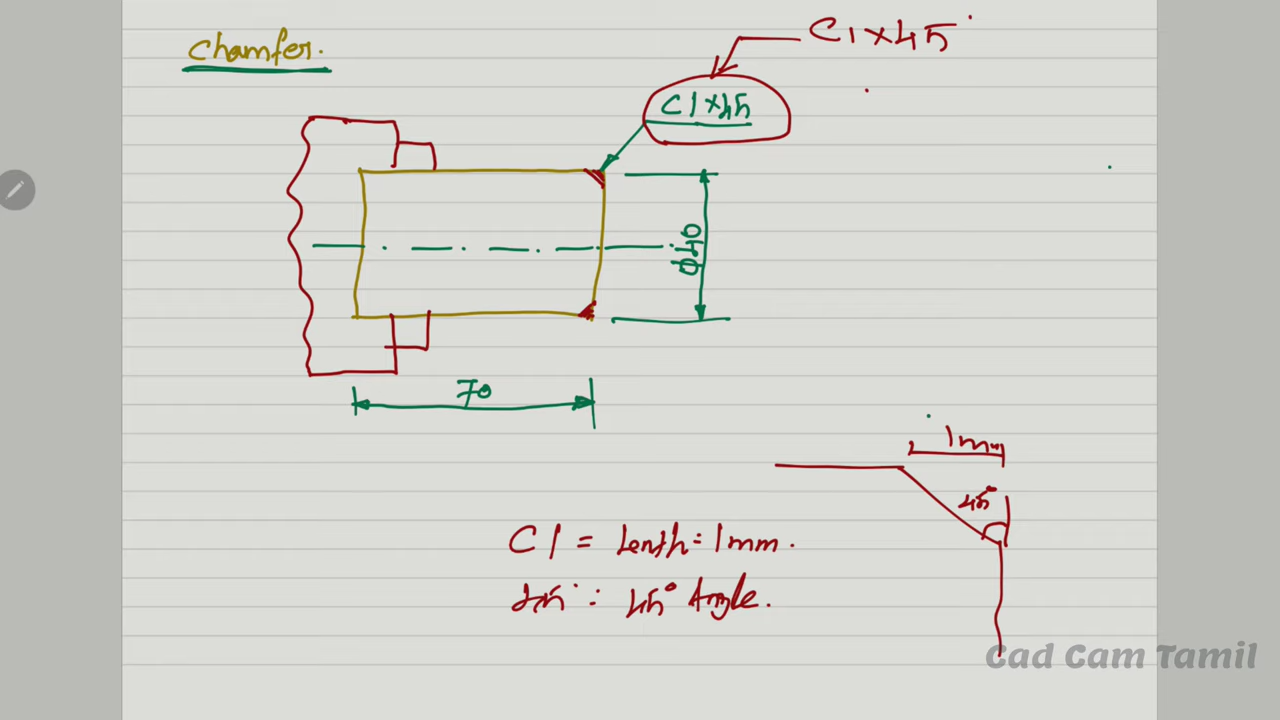 Chamfer.
C1×45°
C1×45
Ø40
70
1mm
45°
C1 = Lenth = 1mm.
45° : 45° Angle.
Cad Cam Tamil